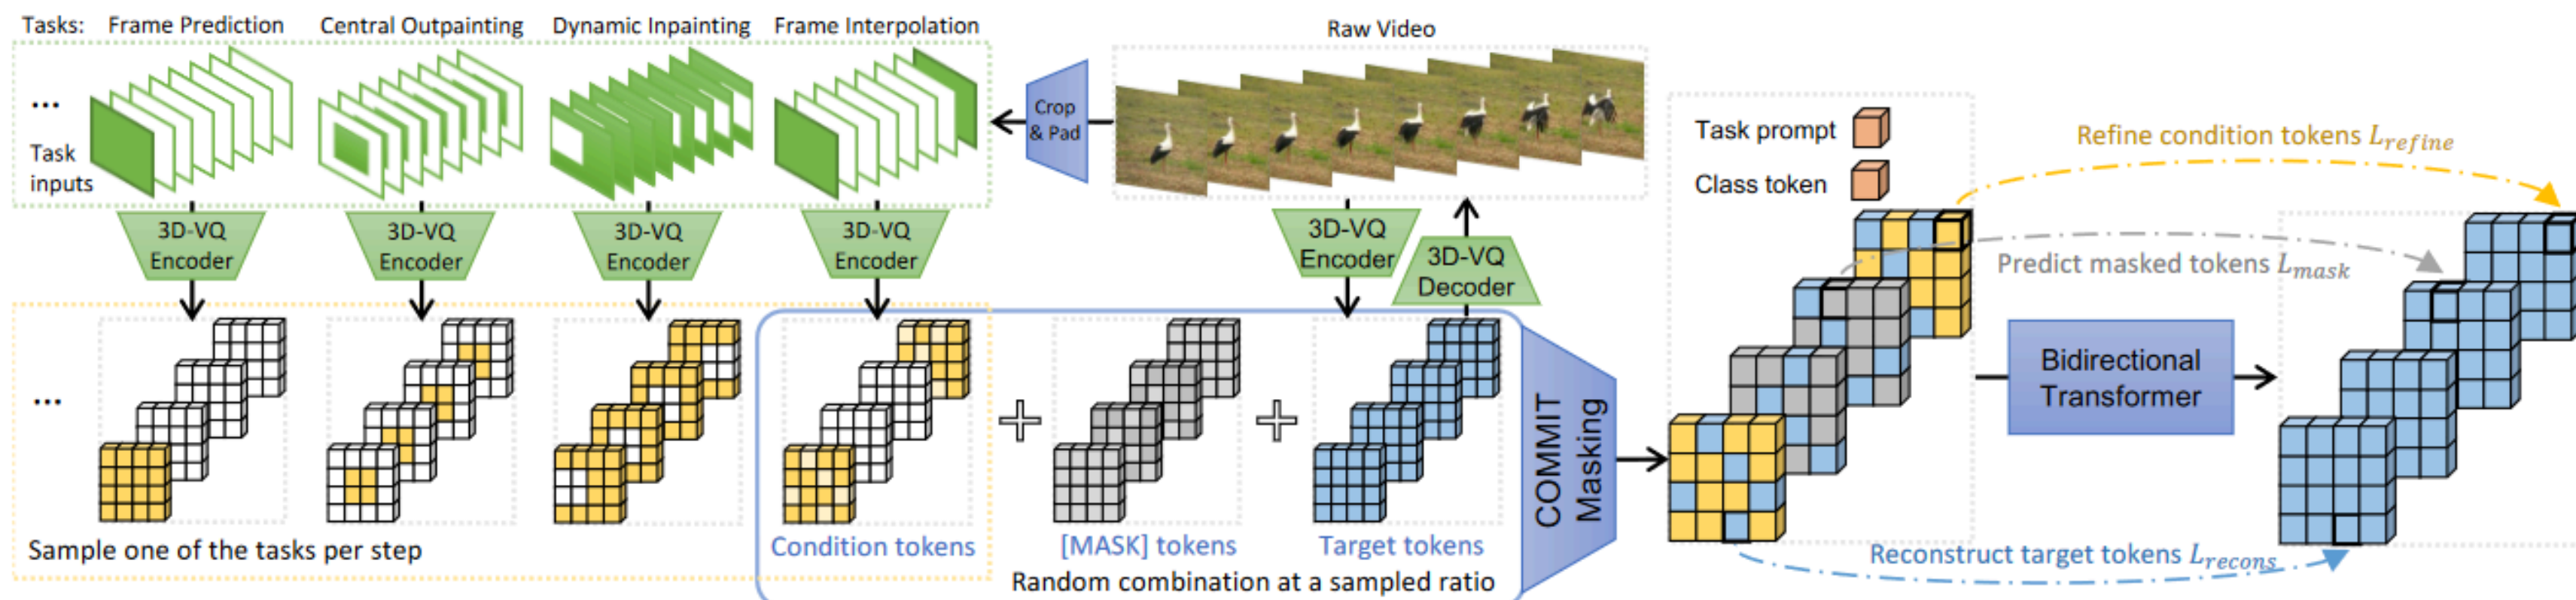 Tasks: Frame Prediction Central Outpainting Dynamic Inpainting Frame Interpolation
Raw Video
...
Task
inputs
Crop
& Pad
3D-VQ
Encoder
3D-VQ
Encoder
3D-VQ
Encoder
3D-VQ
Encoder
3D-VQ
Encoder
3D-VQ
Decoder
...
Sample one of the tasks per step
Condition tokens
[MASK] tokens
Target tokens
Random combination at a sampled ratio
COMMIT
Masking
Task prompt
Class token
Refine condition tokens L_refine
Predict masked tokens L_mask
Bidirectional
Transformer
Reconstruct target tokens L_recons